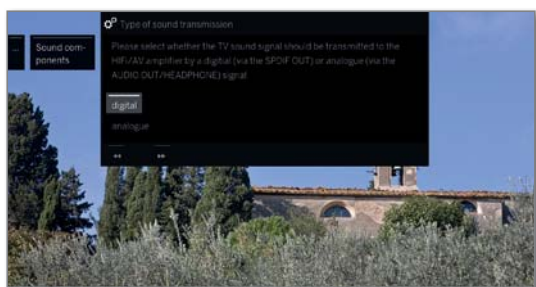 Type of sound transmission
... Sound com-
ponents
Please select whether the TV sound signal should be transmitted to the
HiFi/AV amplifier by a digital (via the SPDIF OUT) or analogue (via the
AUDIO OUT/HEADPHONE) signal
digital
analogue